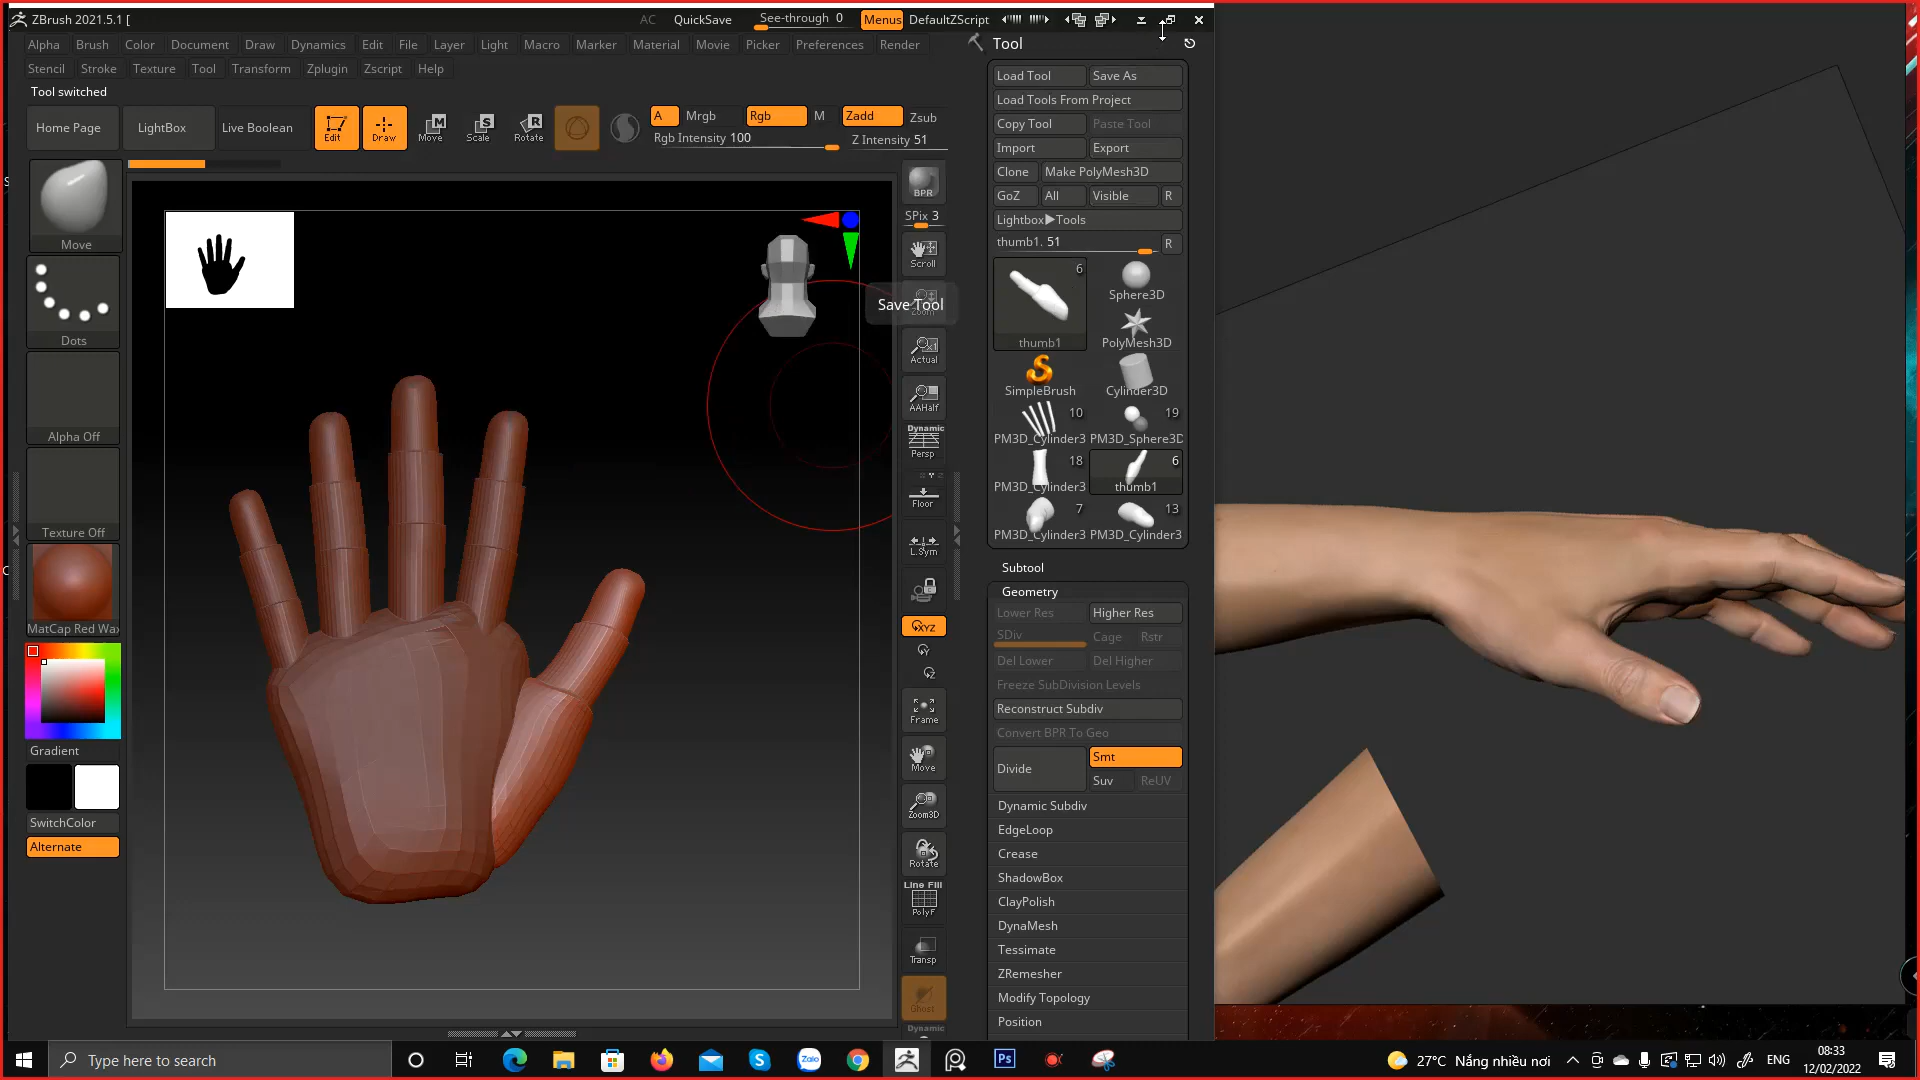 ZBrush 2021.5.1 [
AC QuickSave See-through 0 Menus DefaultZScript
Alpha Brush Color Document Draw Dynamics Edit File Layer Light Macro Marker Material Movie Picker Preferences Render
Stencil Stroke Texture Tool Transform Zplugin Zscript Help
Tool switched
Home Page LightBox Live Boolean Edit Draw Move Scale Rotate
A Mrgb Rgb M Zadd Zsub
Rgb Intensity 100 Z Intensity 51
Move
Dots
Alpha Off
Texture Off
MatCap Red Wax
Gradient
SwitchColor
Alternate
Save Tool
BPR
SPix 3
Scroll
Zoom
Actual
AAHalf
Dynamic
Persp
Floor
L.Sym
XYZ
Y
Z
Frame
Move
Zoom3D
Rotate
Line Fill
PolyF
Transp
Ghost
Dynamic
Tool
Load Tool Save As
Load Tools From Project
Copy Tool Paste Tool
Import Export
Clone Make PolyMesh3D
GoZ All Visible R
Lightbox▶Tools
thumb1. 51 R
6
thumb1 Sphere3D
PolyMesh3D
SimpleBrush Cylinder3D
10 19
PM3D_Cylinder3 PM3D_Sphere3D
18 6
PM3D_Cylinder3 thumb1
7 13
PM3D_Cylinder3 PM3D_Cylinder3
Subtool
Geometry
Lower Res Higher Res
SDiv Cage Rstr
Del Lower Del Higher
Freeze SubDivision Levels
Reconstruct Subdiv
Convert BPR To Geo
Divide Smt
Suv ReUV
Dynamic Subdiv
EdgeLoop
Crease
ShadowBox
ClayPolish
DynaMesh
Tessimate
ZRemesher
Modify Topology
Position
Type here to search
Zalo
Ps
27°C Nắng nhiều nơi
ENG
08:33
12/02/2022